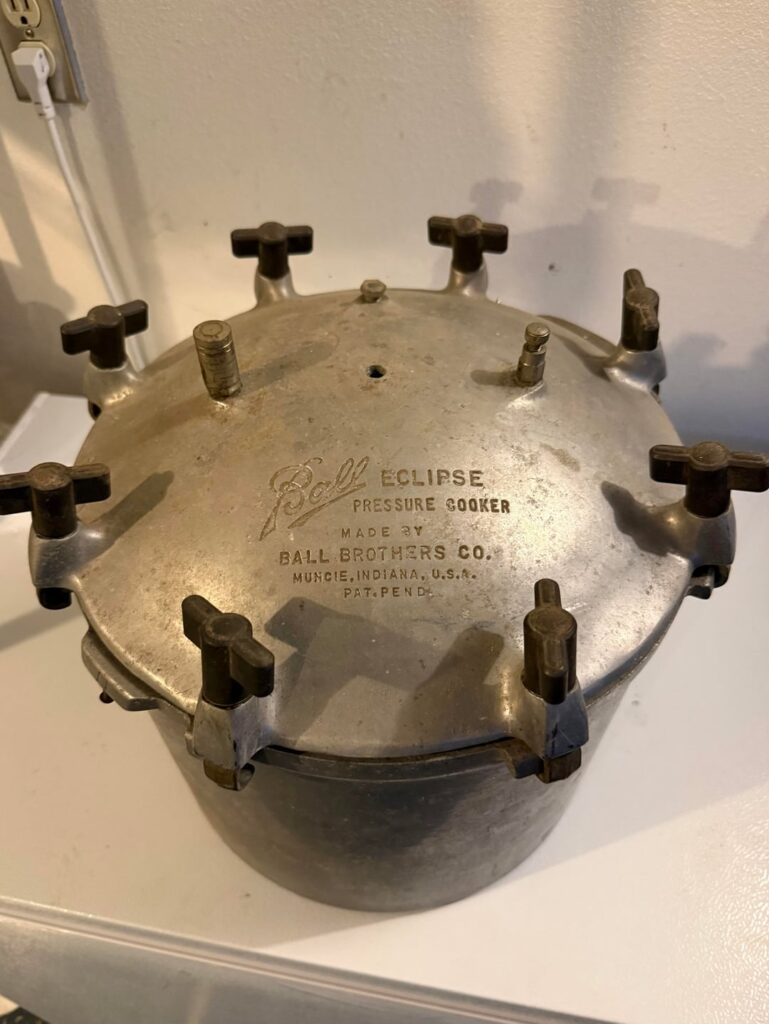 Ball ECLIPSE
PRESSURE COOKER
MADE BY
BALL BROTHERS CO.
MUNCIE, INDIANA, U.S.A.
PAT. PEND.